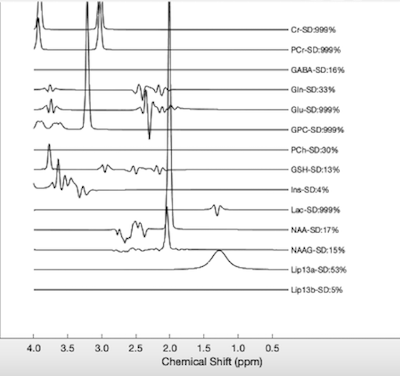 Cr-SD:999%
PCr-SD:999%
GABA-SD:16%
Gln-SD:33%
Glu-SD:999%
GPC-SD:999%
PCh-SD:30%
GSH-SD:13%
Ins-SD:4%
Lac-SD:999%
NAA-SD:17%
NAAG-SD:15%
Lip13a-SD:53%
Lip13b-SD:5%
4.0 3.5 3.0 2.5 2.0 1.5 1.0 0.5
Chemical Shift (ppm)